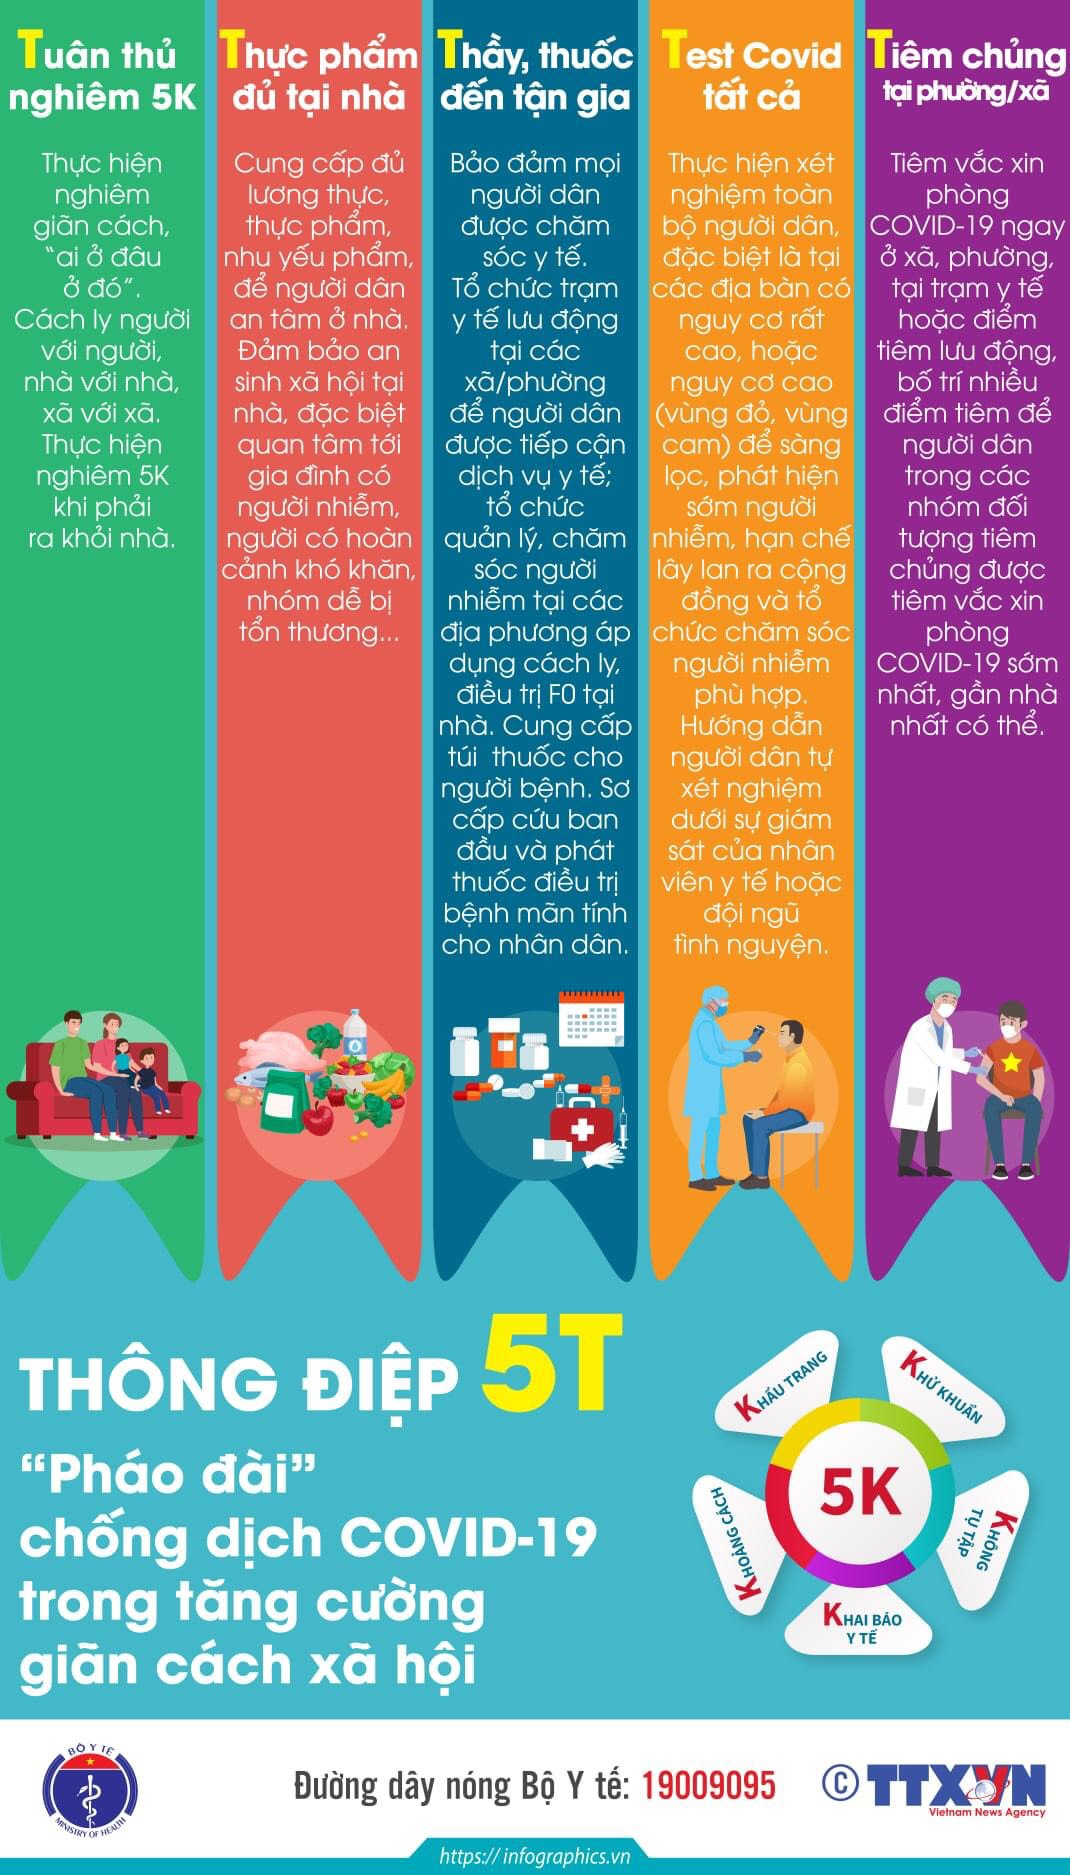 Tuân thủ
nghiêm 5K
Thực hiện
nghiêm
giãn cách,
“ai ở đâu
ở đó”.
Cách ly người
với người,
nhà với nhà,
xã với xã.
Thực hiện
nghiêm 5K
khi phải
ra khỏi nhà.
Thực phẩm
đủ tại nhà
Cung cấp đủ
lương thực,
thực phẩm,
nhu yếu phẩm,
để người dân
an tâm ở nhà.
Đảm bảo an
sinh xã hội tại
nhà, đặc biệt
quan tâm tới
gia đình có
người nhiễm,
người có hoàn
cảnh khó khăn,
nhóm dễ bị
tổn thương...
Thầy, thuốc
đến tận gia
Bảo đảm mọi
người dân
được chăm
sóc y tế.
Tổ chức trạm
y tế lưu động
tại các
xã/phường
để người dân
được tiếp cận
dịch vụ y tế;
tổ chức
quản lý, chăm
sóc người
nhiễm tại các
địa phương áp
dụng cách ly,
điều trị F0 tại
nhà. Cung cấp
túi thuốc cho
người bệnh. Sơ
cấp cứu ban
đầu và phát
thuốc điều trị
bệnh mãn tính
cho nhân dân.
Test Covid
tất cả
Thực hiện xét
nghiệm toàn
bộ người dân,
đặc biệt là tại
các địa bàn có
nguy cơ rất
cao, hoặc
nguy cơ cao
(vùng đỏ, vùng
cam) để sàng
lọc, phát hiện
sớm người
nhiễm, hạn chế
lây lan ra cộng
đồng và tổ
chức chăm sóc
người nhiễm
phù hợp.
Hướng dẫn
người dân tự
xét nghiệm
dưới sự giám
sát của nhân
viên y tế hoặc
đội ngũ
tình nguyện.
Tiêm chủng
tại phường/xã
Tiêm vắc xin
phòng
COVID-19 ngay
ở xã, phường,
tại trạm y tế
hoặc điểm
tiêm lưu động,
bố trí nhiều
điểm tiêm để
người dân
trong các
nhóm đối
tượng tiêm
chủng được
tiêm vắc xin
phòng
COVID-19 sớm
nhất, gần nhà
nhất có thể.
THÔNG ĐIỆP 5T
“Pháo đài”
chống dịch COVID-19
trong tăng cường
giãn cách xã hội
KHẨU TRANG
KHỬ KHUẨN
KHOẢNG CÁCH
5K
KHÔNG
TỤ TẬP
KHAI BÁO
Y TẾ
BỘ Y TẾ
MINISTRY OF HEALTH
Đường dây nóng Bộ Y tế: 19009095
© TTXVN
Vietnam News Agency
https://infographics.vn